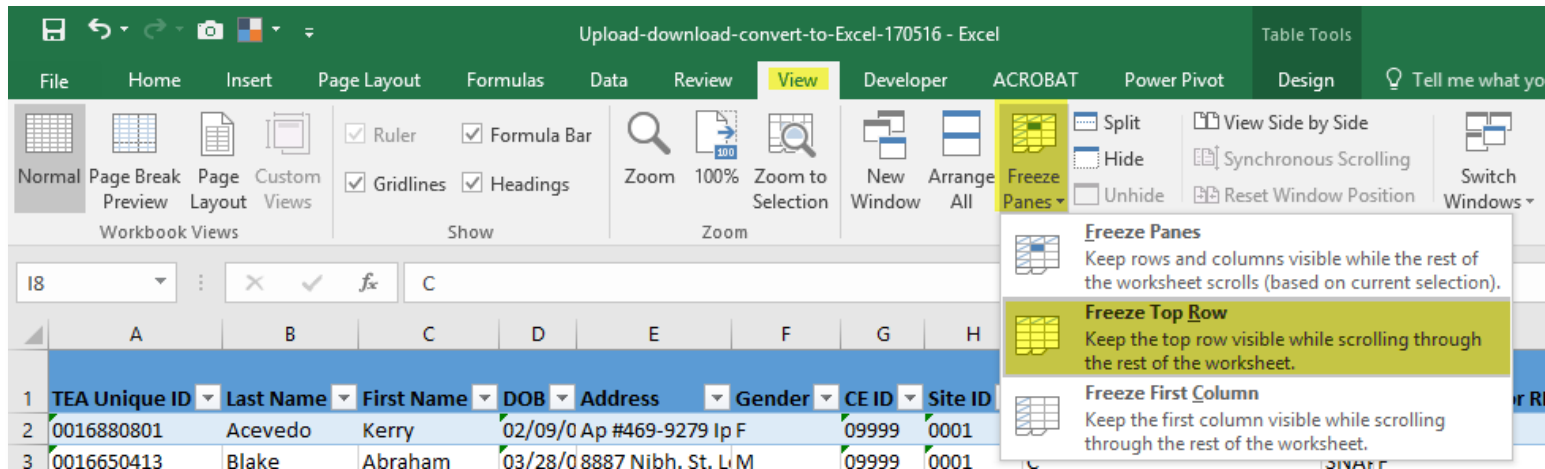 Upload-download-convert-to-Excel-170516 - Excel
Table Tools
File Home Insert Page Layout Formulas Data Review View Developer ACROBAT Power Pivot Design Tell me what yo
Ruler Formula Bar
Gridlines Headings
Normal Page Break Preview Page Layout Custom Views
Workbook Views
Show
Zoom 100% Zoom to Selection
100
Zoom
New Window Arrange All Freeze Panes
Split
Hide
Unhide
View Side by Side
Synchronous Scrolling
Reset Window Position
Switch Windows
Freeze Panes
Keep rows and columns visible while the rest of
the worksheet scrolls (based on current selection).
Freeze Top Row
Keep the top row visible while scrolling through
the rest of the worksheet.
Freeze First Column
Keep the first column visible while scrolling
through the rest of the worksheet.
I8 fx C
A B C D E F G H
1 TEA Unique ID Last Name First Name DOB Address Gender CE ID Site ID
2 0016880801 Acevedo Kerry 02/09/0 Ap #469-9279 Ip F 09999 0001
3 0016650413 Blake Abraham 03/28/0 8887 Nibh. St. L M 09999 0001